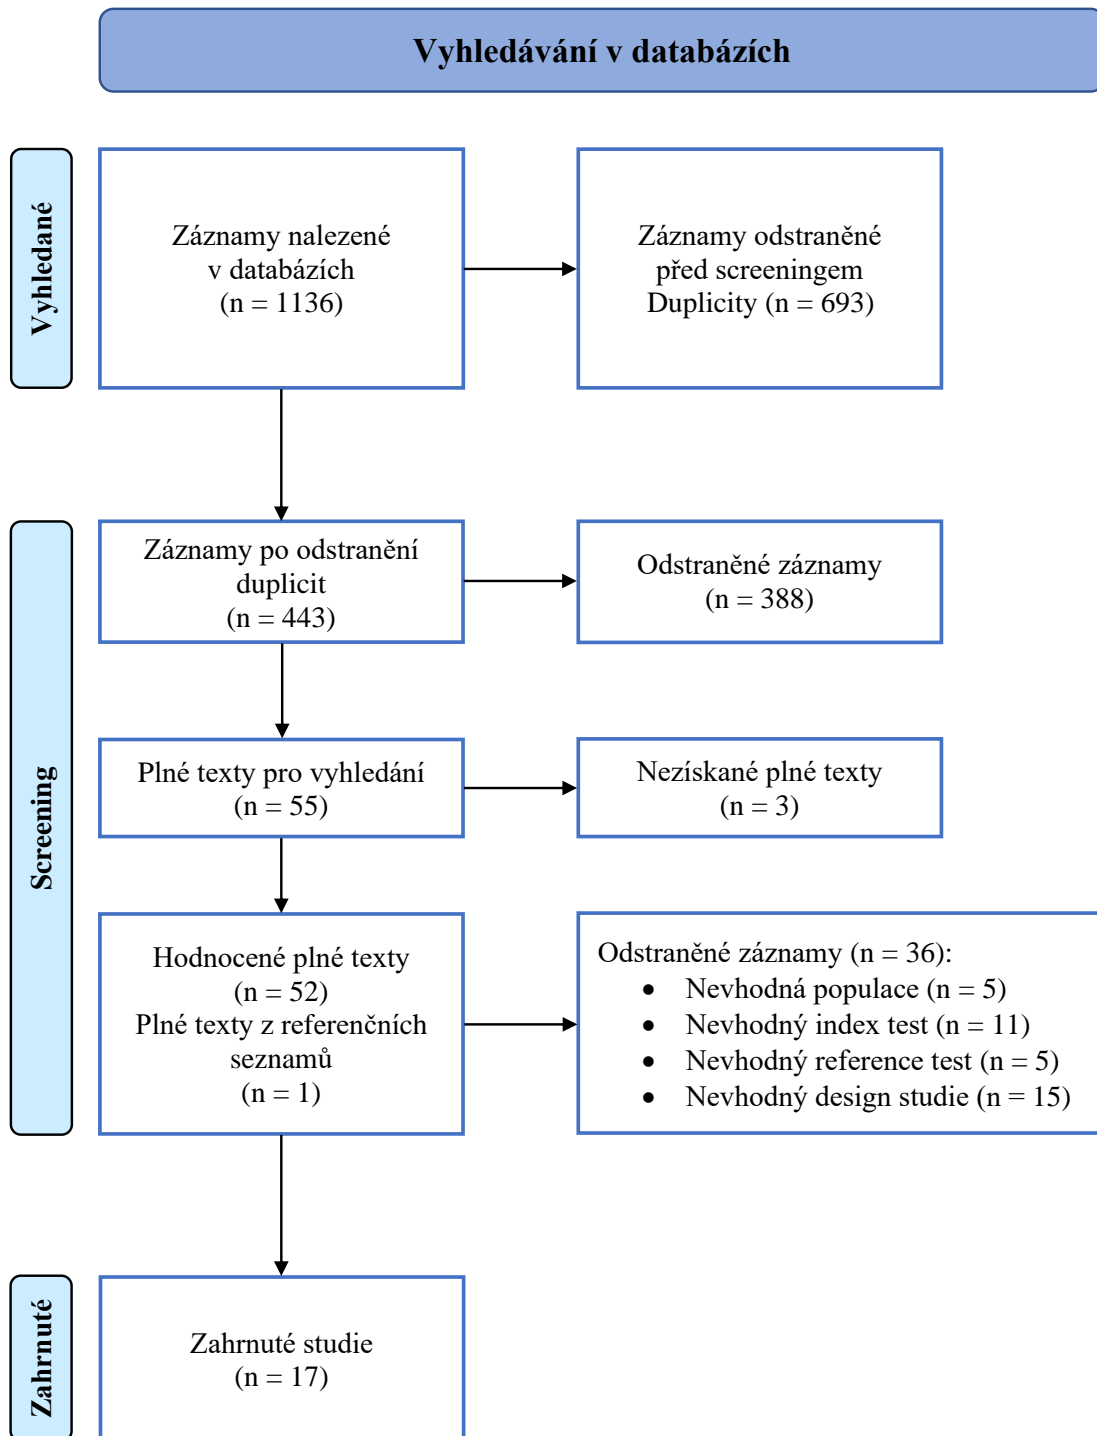 Vyhledávání v databázích
Vyhledané
Záznamy nalezené
v databázích
(n = 1136)
Záznamy odstraněné
před screeningem
Duplicity (n = 693)
Screening
Záznamy po odstranění
duplicit
(n = 443)
Odstraněné záznamy
(n = 388)
Plné texty pro vyhledání
(n = 55)
Nezískané plné texty
(n = 3)
Hodnocené plné texty
(n = 52)
Plné texty z referenčních
seznamů
(n = 1)
Odstraněné záznamy (n = 36):
• Nevhodná populace (n = 5)
• Nevhodný index test (n = 11)
• Nevhodný reference test (n = 5)
• Nevhodný design studie (n = 15)
Zahrnuté
Zahrnuté studie
(n = 17)